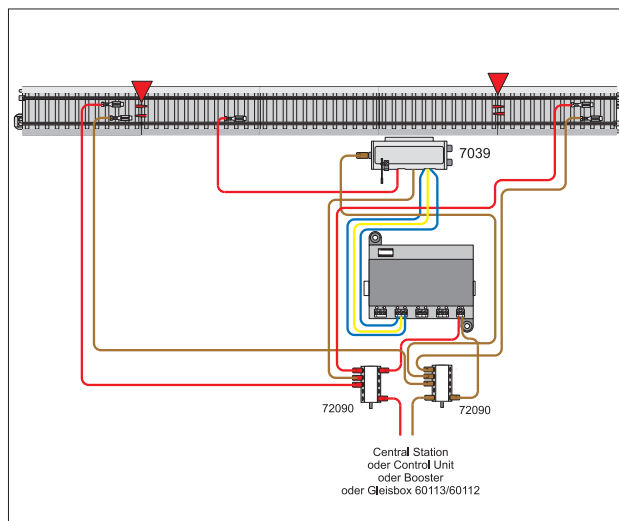 7039
72090
72090
Central Station
oder Control Unit
oder Booster
oder Gleisbox 60113/60112